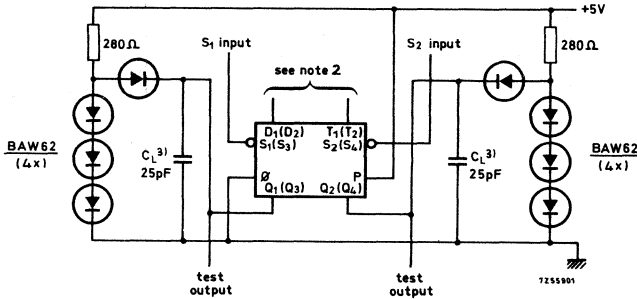 +5V
280Ω
S1 input
S2 input
280Ω
see note 2
BAW62
(4x)
CL3)
25pF
D1(D2)
T1(T2)
S1(S3)
S2(S4)
Ø
P
Q1(Q3)
Q2(Q4)
CL3)
25pF
BAW62
(4x)
test
output
test
output
7Z55901